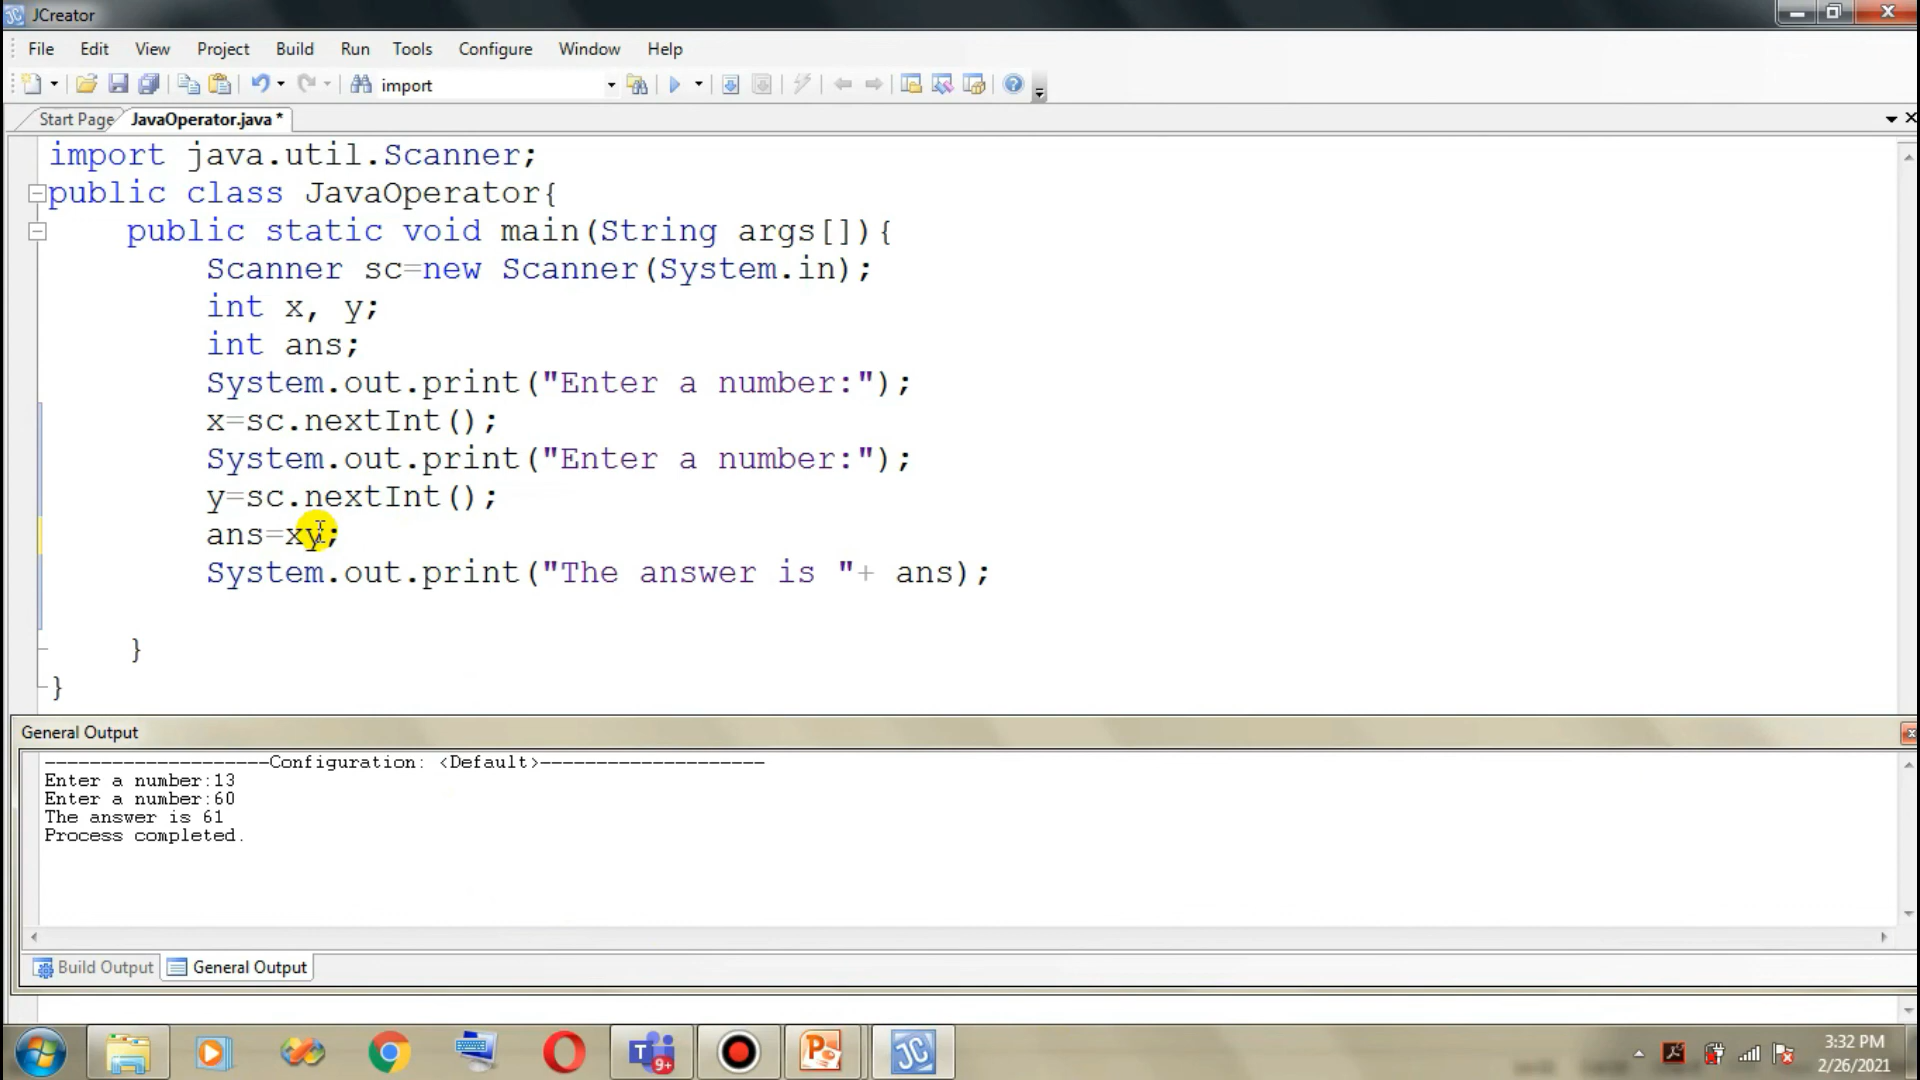 JCreator
File Edit View Project Build Run Tools Configure Window Help
import
Start Page JavaOperator.java *
import java.util.Scanner;
public class JavaOperator{
public static void main(String args[]){
Scanner sc=new Scanner(System.in);
int x, y;
int ans;
System.out.print("Enter a number:");
x=sc.nextInt();
System.out.print("Enter a number:");
y=sc.nextInt();
ans=xy;
System.out.print("The answer is "+ ans);
}
}
General Output
--------------------Configuration: <Default>--------------------
Enter a number:13
Enter a number:60
The answer is 61
Process completed.
Build Output General Output
3:32 PM
2/26/2021